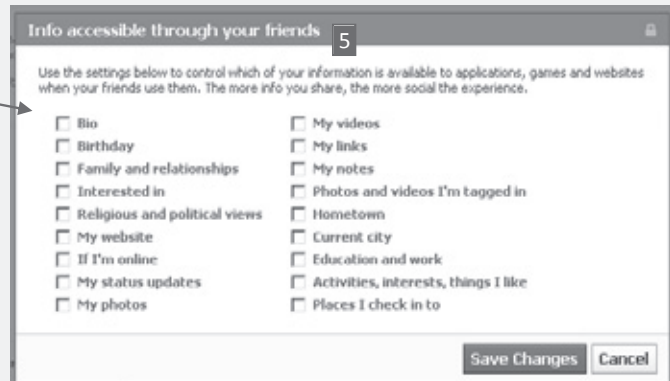 Info accessible through your friends
5
Use the settings below to control which of your information is available to applications, games and websites
when your friends use them. The more info you share, the more social the experience.
Bio
Birthday
Family and relationships
Interested in
Religious and political views
My website
If I'm online
My status updates
My photos
My videos
My links
My notes
Photos and videos I'm tagged in
Hometown
Current city
Education and work
Activities, interests, things I like
Places I check in to
Save Changes
Cancel